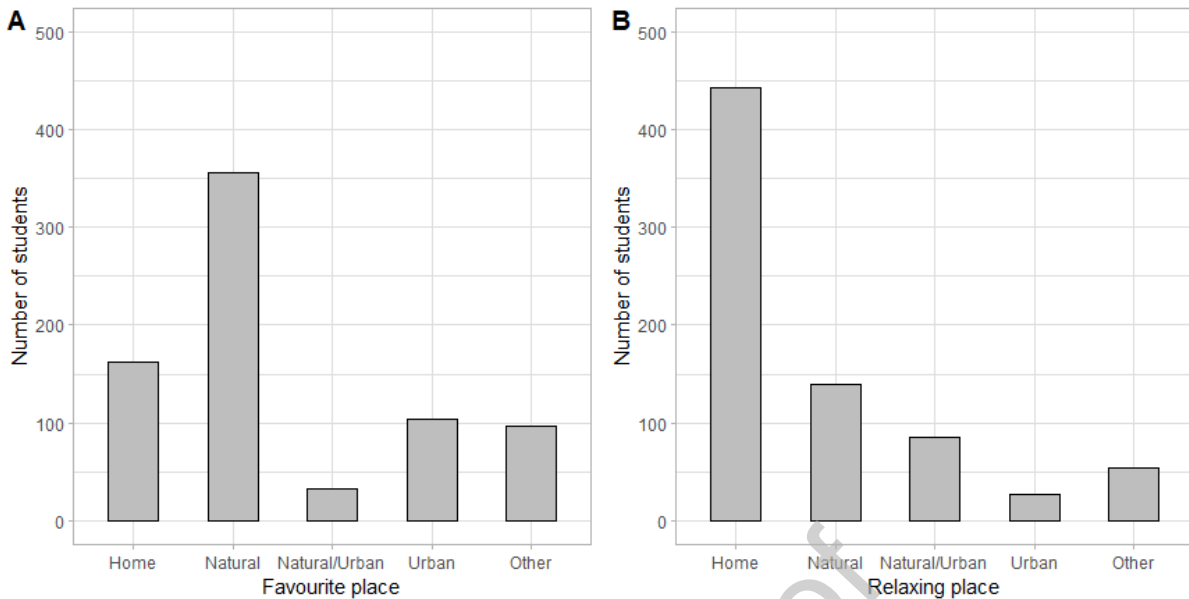 A
500
400
300
200
100
0
Number of students
Home Natural Natural/Urban Urban Other
Favourite place
B
500
400
300
200
100
0
Number of students
Home Natural Natural/Urban Urban Other
Relaxing place
of